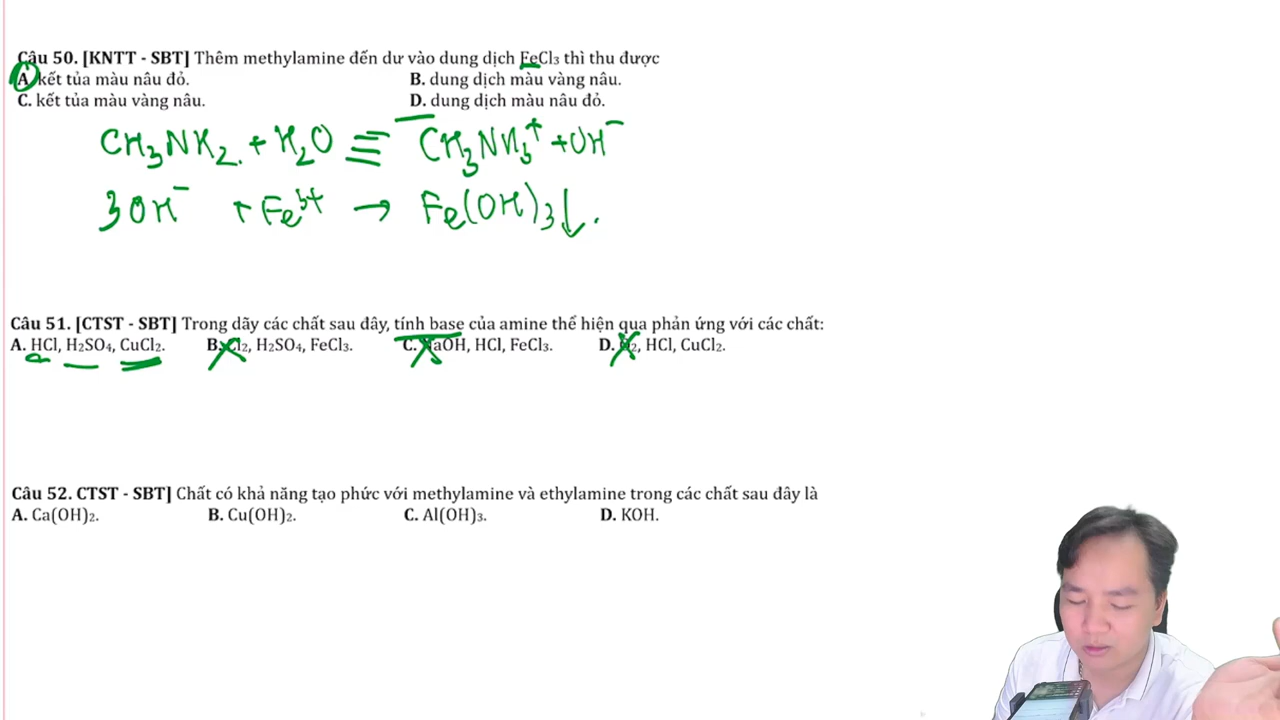 Câu 50. [KNTT - SBT] Thêm methylamine đến dư vào dung dịch FeCl₃ thì thu được
A. kết tủa màu nâu đỏ. B. dung dịch màu vàng nâu.
C. kết tủa màu vàng nâu. D. dung dịch màu nâu đỏ.
CH₃NH₂ + H₂O ⇌ CH₃NH₃⁺ + OH⁻
3OH⁻ + Fe³⁺ → Fe(OH)₃↓.
Câu 51. [CTST - SBT] Trong dãy các chất sau đây, tính base của amine thể hiện qua phản ứng với các chất:
A. HCl, H₂SO₄, CuCl₂. B. Cl₂, H₂SO₄, FeCl₃. C. NaOH, HCl, FeCl₃. D. HCl, CuCl₂.
Câu 52. CTST - SBT] Chất có khả năng tạo phức với methylamine và ethylamine trong các chất sau đây là
A. Ca(OH)₂. B. Cu(OH)₂. C. Al(OH)₃. D. KOH.